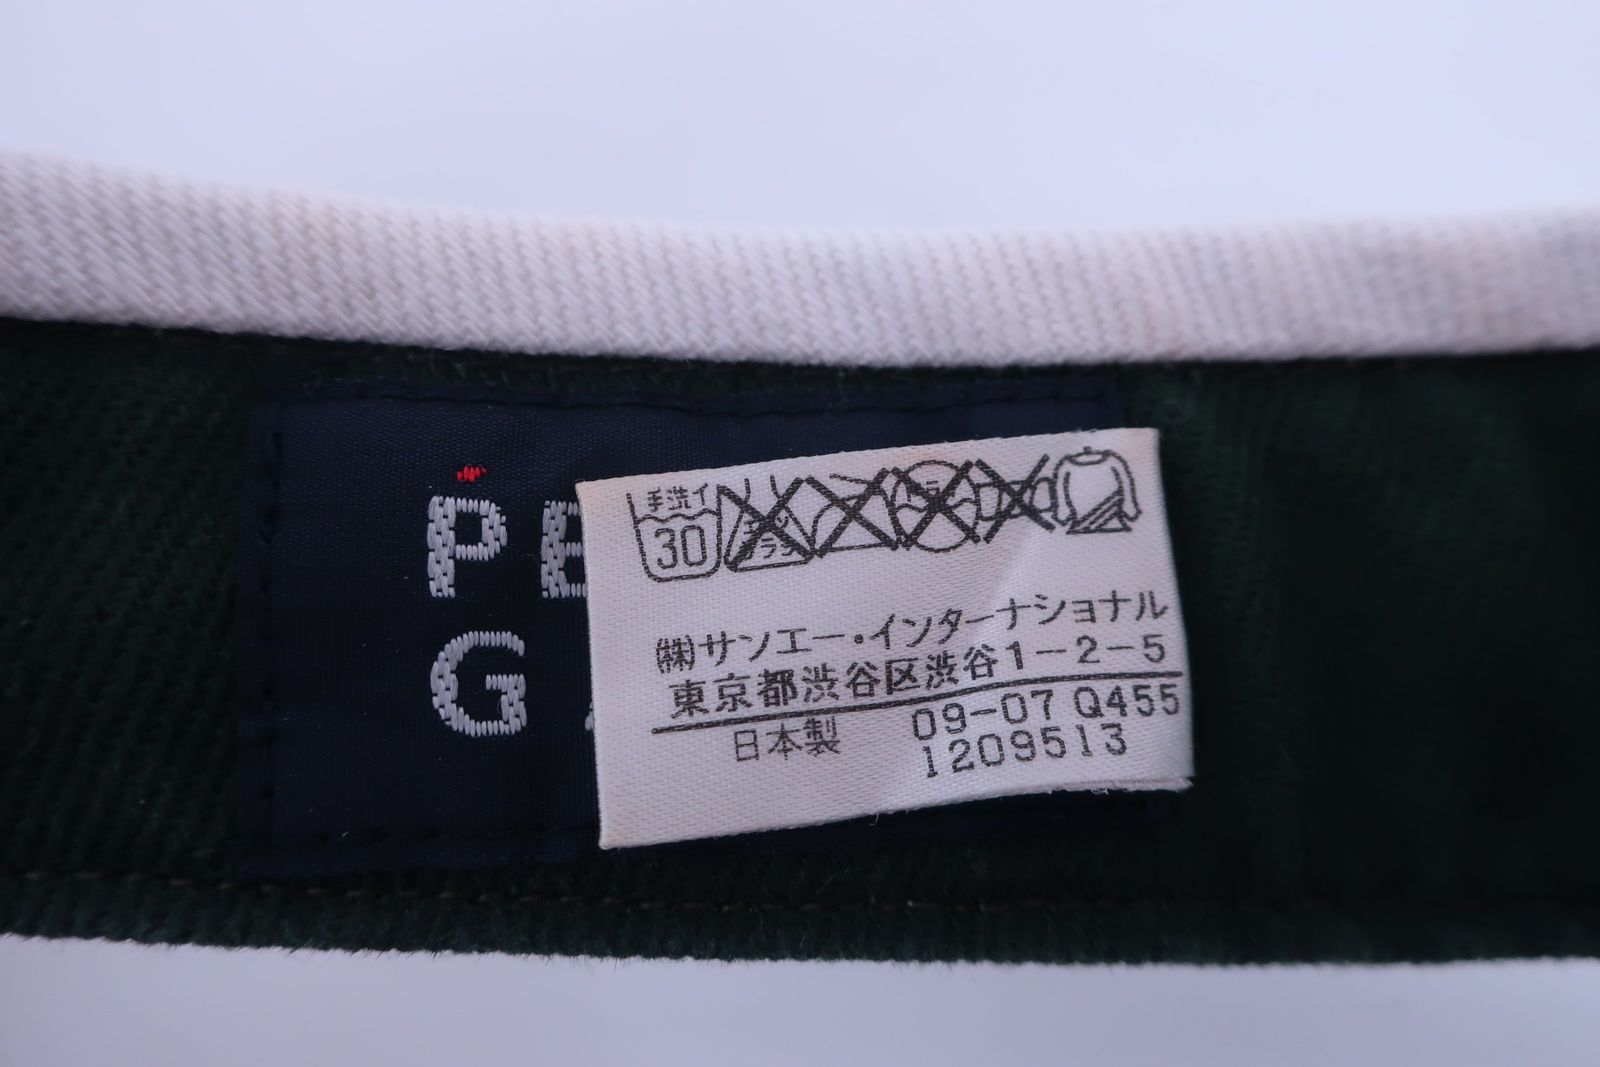 P
G
手洗イ
30
㈱サンエー・インターナショナル
東京都渋谷区渋谷1-2-5
日本製 09-07 Q455
1209513